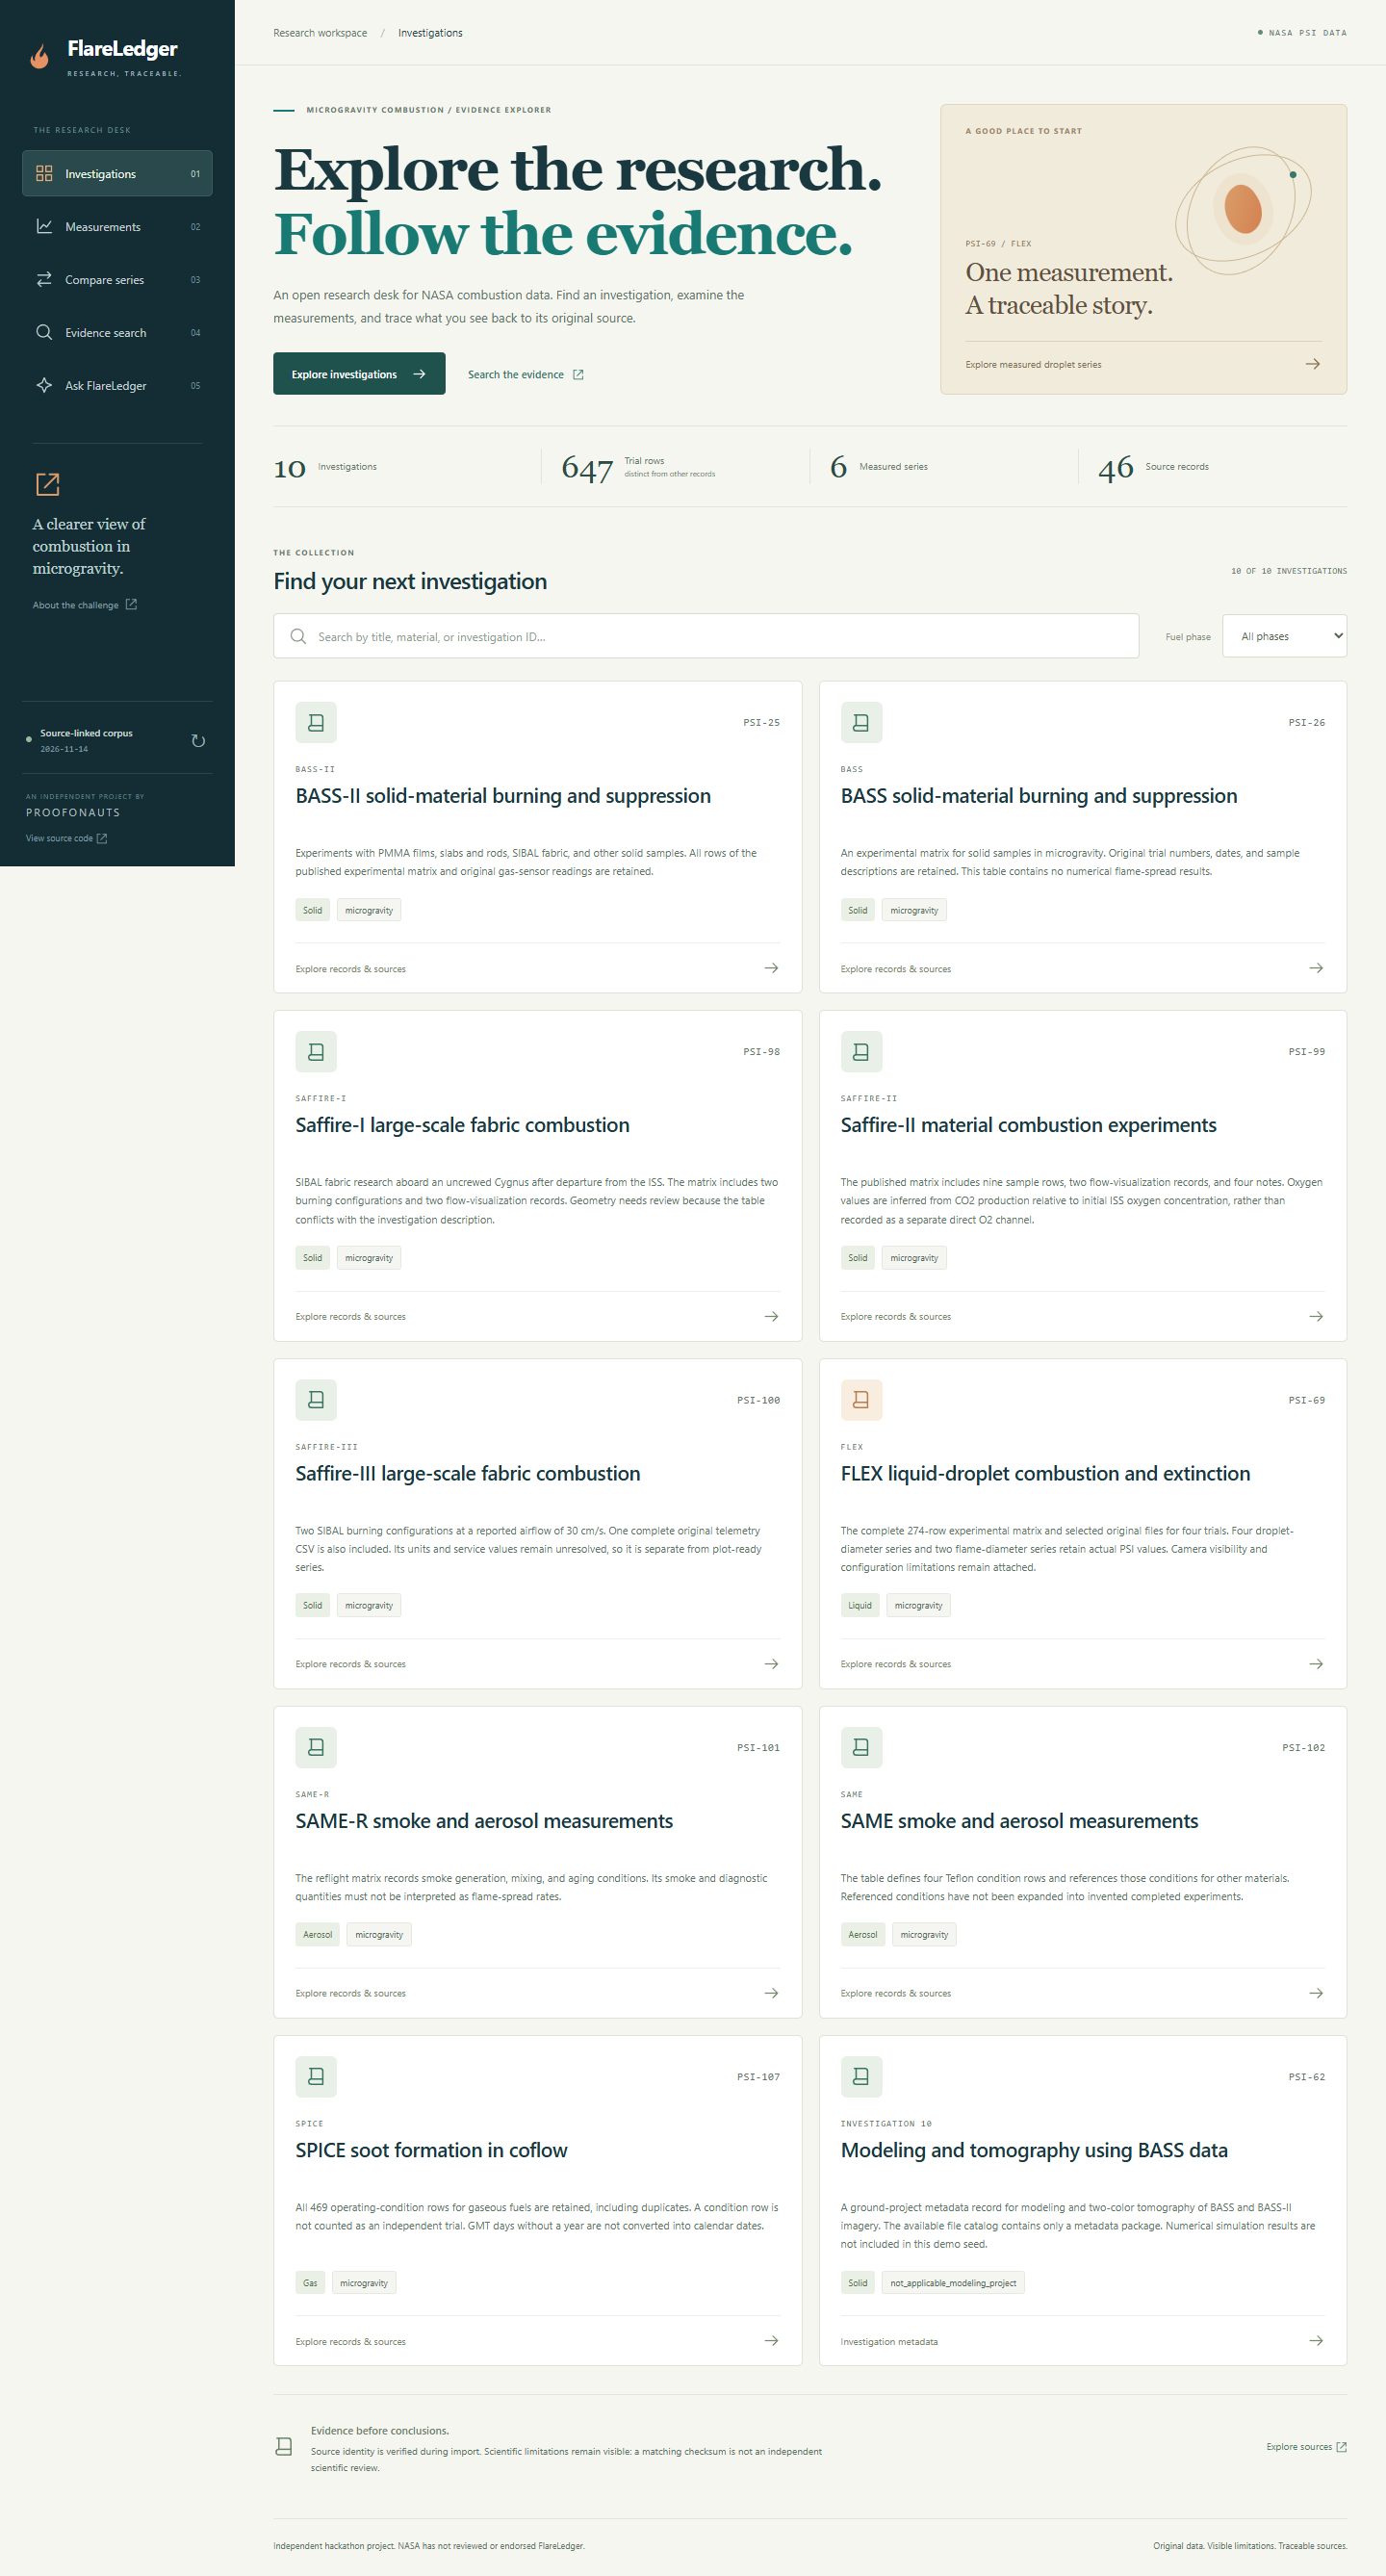 FlareLedger
RESEARCH, TRACEABLE.
THE RESEARCH DESK
Investigations 01
Measurements 02
Compare series 03
Evidence search 04
Ask FlareLedger 05
A clearer view of
combustion in
microgravity.
About the challenge
Source-linked corpus
2026-11-14
AN INDEPENDENT PROJECT BY
PROOFONAUTS
View source code
Research workspace / Investigations
NASA PSI DATA
MICROGRAVITY COMBUSTION / EVIDENCE EXPLORER
Explore the research.
Follow the evidence.
An open research desk for NASA combustion data. Find an investigation, examine the
measurements, and trace what you see back to its original source.
Explore investigations
Search the evidence
A GOOD PLACE TO START
PSI-69 / FLEX
One measurement.
A traceable story.
Explore measured droplet series
10 Investigations
647 Trial rows
distinct from other records
6 Measured series
46 Source records
THE COLLECTION
Find your next investigation
10 OF 10 INVESTIGATIONS
Search by title, material, or investigation ID...
Fuel phase
All phases
PSI-25
BASS-II
BASS-II solid-material burning and suppression
Experiments with PMMA films, slabs and rods, SIBAL fabric, and other solid samples. All rows of the
published experimental matrix and original gas-sensor readings are retained.
Solid microgravity
Explore records & sources
PSI-26
BASS
BASS solid-material burning and suppression
An experimental matrix for solid samples in microgravity. Original trial numbers, dates, and sample
descriptions are retained. This table contains no numerical flame-spread results.
Solid microgravity
Explore records & sources
PSI-98
SAFFIRE-I
Saffire-I large-scale fabric combustion
SIBAL fabric research aboard an uncrewed Cygnus after departure from the ISS. The matrix includes two
burning configurations and two flow-visualization records. Geometry needs review because the table
conflicts with the investigation description.
Solid microgravity
Explore records & sources
PSI-99
SAFFIRE-II
Saffire-II material combustion experiments
The published matrix includes nine sample rows, two flow-visualization records, and four notes. Oxygen
values are inferred from CO2 production relative to initial ISS oxygen concentration, rather than
recorded as a separate direct O2 channel.
Solid microgravity
Explore records & sources
PSI-100
SAFFIRE-III
Saffire-III large-scale fabric combustion
Two SIBAL burning configurations at a reported airflow of 30 cm/s. One complete original telemetry
CSV is also included. Its units and service values remain unresolved, so it is separate from plot-ready
series.
Solid microgravity
Explore records & sources
PSI-69
FLEX
FLEX liquid-droplet combustion and extinction
The complete 274-row experimental matrix and selected original files for four trials. Four droplet-
diameter series and two flame-diameter series retain actual PSI values. Camera visibility and
configuration limitations remain attached.
Liquid microgravity
Explore records & sources
PSI-101
SAME-R
SAME-R smoke and aerosol measurements
The reflight matrix records smoke generation, mixing, and aging conditions. Its smoke and diagnostic
quantities must not be interpreted as flame-spread rates.
Aerosol microgravity
Explore records & sources
PSI-102
SAME
SAME smoke and aerosol measurements
The table defines four Teflon condition rows and references those conditions for other materials.
Referenced conditions have not been expanded into invented completed experiments.
Aerosol microgravity
Explore records & sources
PSI-107
SPICE
SPICE soot formation in coflow
All 469 operating-condition rows for gaseous fuels are retained, including duplicates. A condition row is
not counted as an independent trial. GMT days without a year are not converted into calendar dates.
Gas microgravity
Explore records & sources
PSI-62
INVESTIGATION 10
Modeling and tomography using BASS data
A ground-project metadata record for modeling and two-color tomography of BASS and BASS-II
imagery. The available file catalog contains only a metadata package. Numerical simulation results are
not included in this demo seed.
Solid not_applicable_modeling_project
Investigation metadata
Evidence before conclusions.
Source identity is verified during import. Scientific limitations remain visible: a matching checksum is not an independent
scientific review.
Explore sources
Independent hackathon project. NASA has not reviewed or endorsed FlareLedger.
Original data. Visible limitations. Traceable sources.